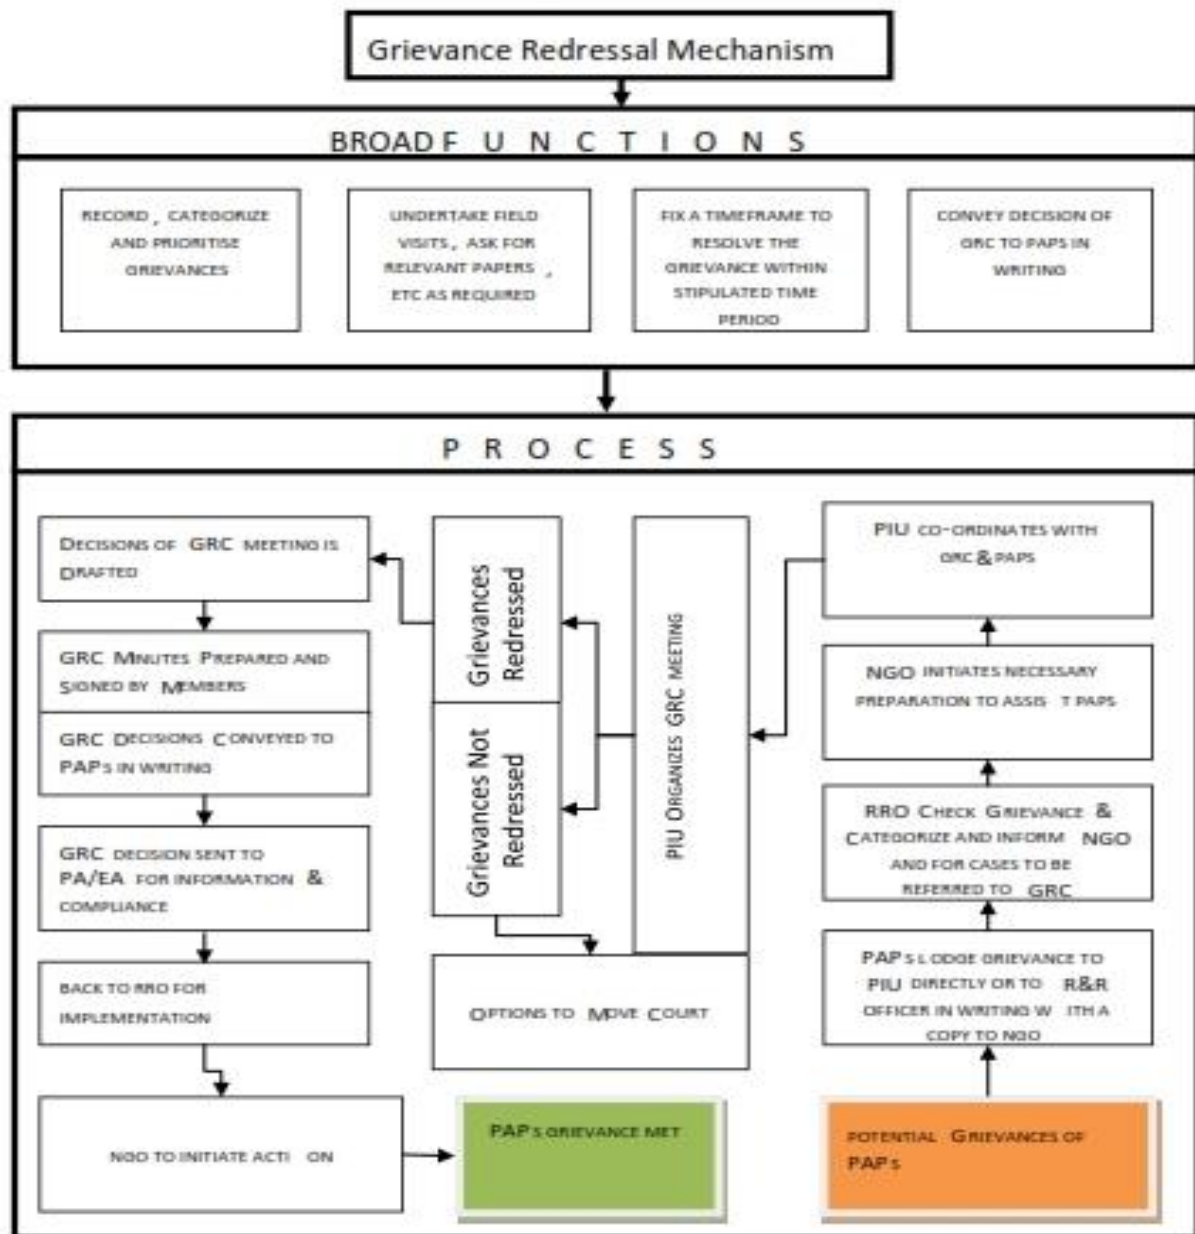 Grievance Redressal Mechanism
BROAD F U N C T I O N S
RECORD, CATEGORIZE
AND PRIORITISE
GRIEVANCES
UNDERTAKE FIELD
VISITS, ASK FOR
RELEVANT PAPERS,
ETC AS REQUIRED
FIX A TIMEFRAME TO
RESOLVE THE
GRIEVANCE WITHIN
STIPULATED TIME
PERIOD
CONVEY DECISION OF
GRC TO PAPS IN
WRITING
P R O C E S S
DECISIONS OF GRC MEETING IS
DRAFTED
GRC MINUTES PREPARED AND
SIGNED BY MEMBERS
GRC DECISIONS CONVEYED TO
PAPS IN WRITING
GRC DECISION SENT TO
PA/EA FOR INFORMATION &
COMPLIANCE
BACK TO RRO FOR
IMPLEMENTATION
NGO TO INITIATE ACTI ON
Grievances
Redressed
Grievances Not
Redressed
OPTIONS TO MOVE COURT
PAPS GRIEVANCE MET
PIU ORGANIZES GRC MEETING
PIU CO-ORDINATES WITH
GRC & PAPS
NGO INITIATES NECESSARY
PREPARATION TO ASSIS T PAPS
RRO CHECK GRIEVANCE &
CATEGORIZE AND INFORM NGO
AND FOR CASES TO BE
REFERRED TO GRC
PAPS L ODGE GRIEVANCE TO
PIU DIRECTLY OR TO R&R
OFFICER IN WRITING W ITH A
COPY TO NGO
POTENTIAL GRIEVANCES OF
PAPS